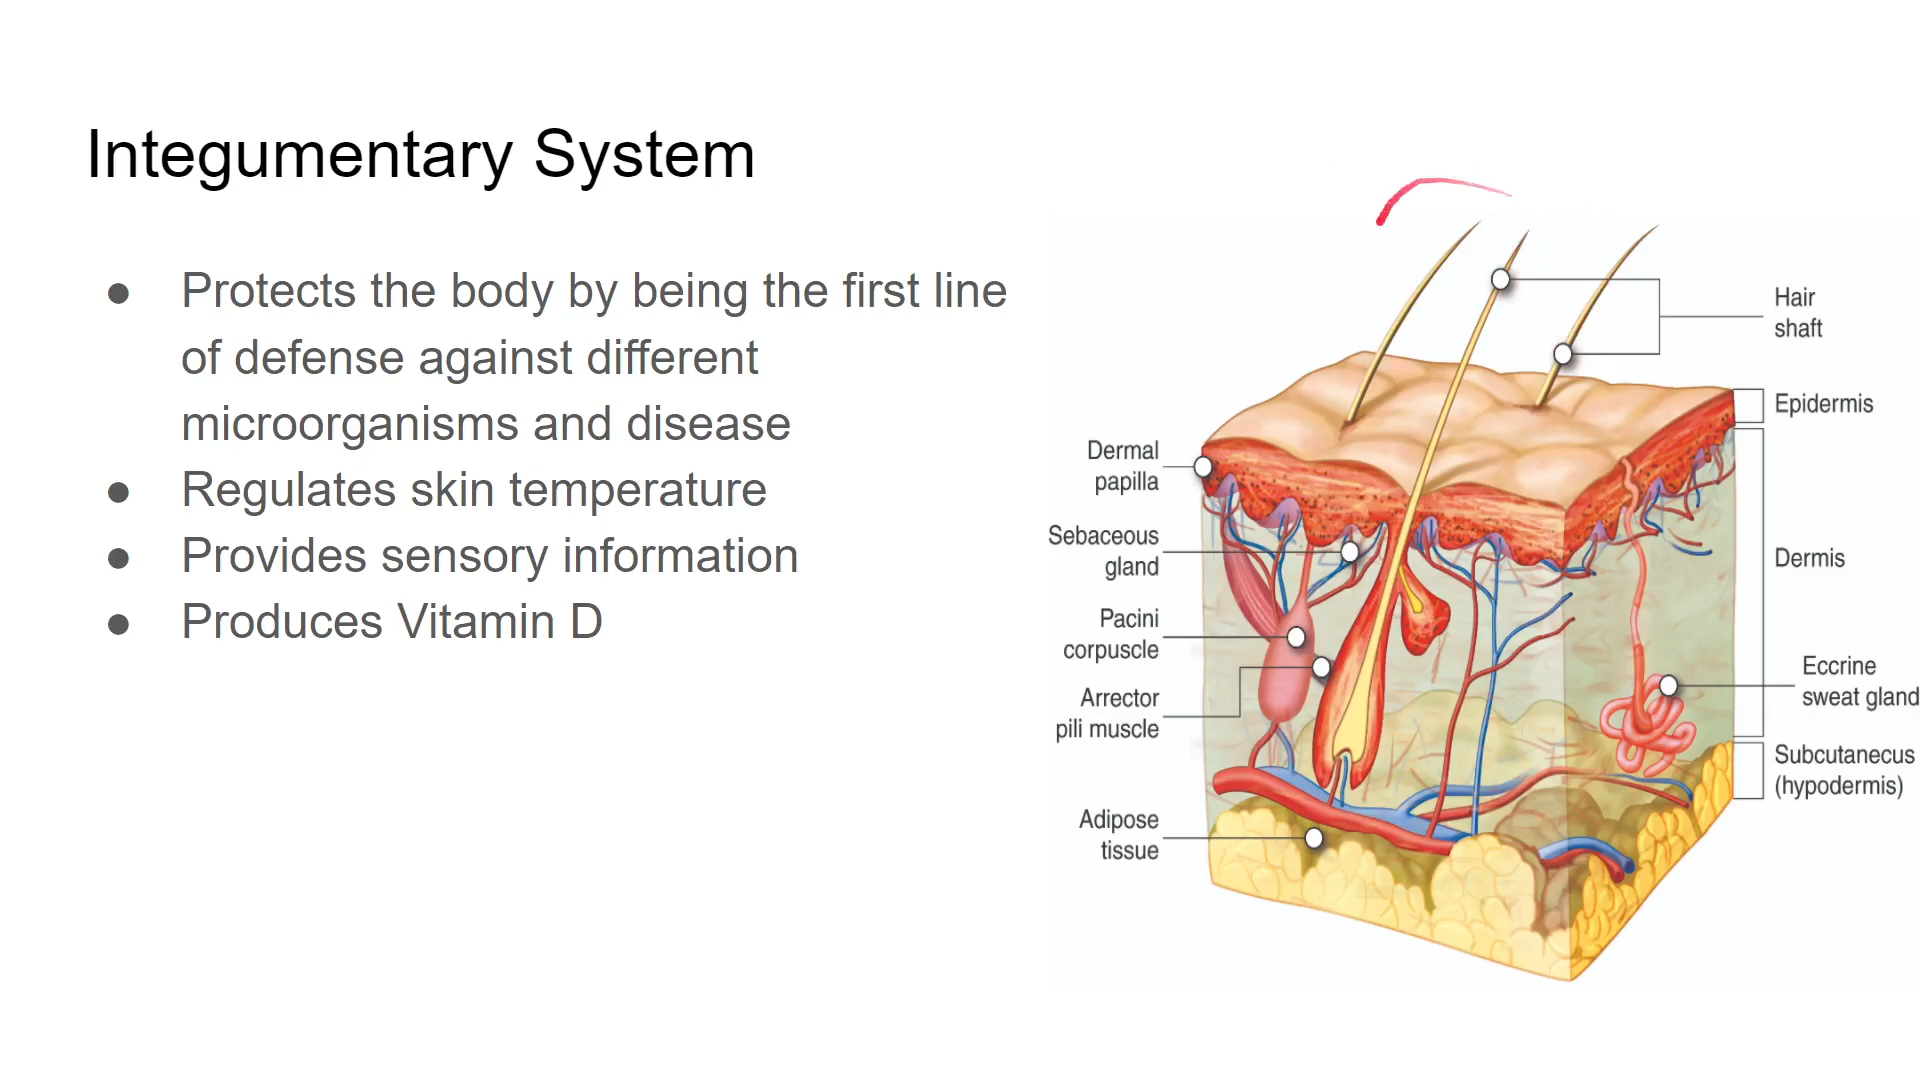 Integumentary System
● Protects the body by being the first line
of defense against different
microorganisms and disease
● Regulates skin temperature
● Provides sensory information
● Produces Vitamin D
Hair
shaft
Epidermis
Dermal
papilla
Sebaceous
gland
Dermis
Pacini
corpuscle
Arrector
pili muscle
Eccrine
sweat gland
Subcutanecus
(hypodermis)
Adipose
tissue